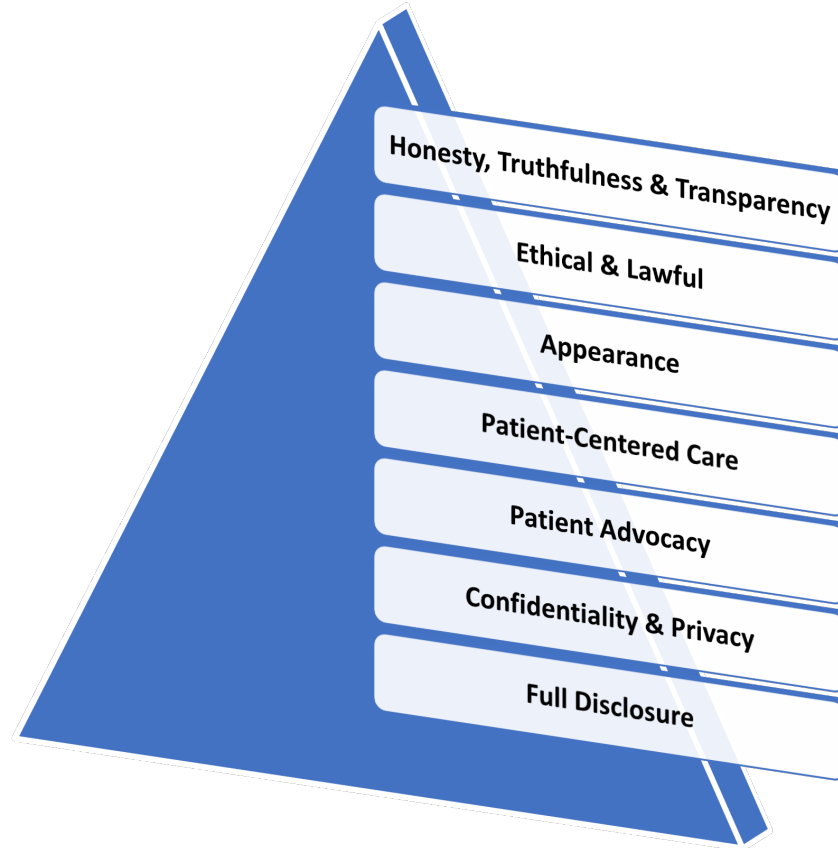 Honesty, Truthfulness & Transparency
Ethical & Lawful
Appearance
Patient-Centered Care
Patient Advocacy
Confidentiality & Privacy
Full Disclosure